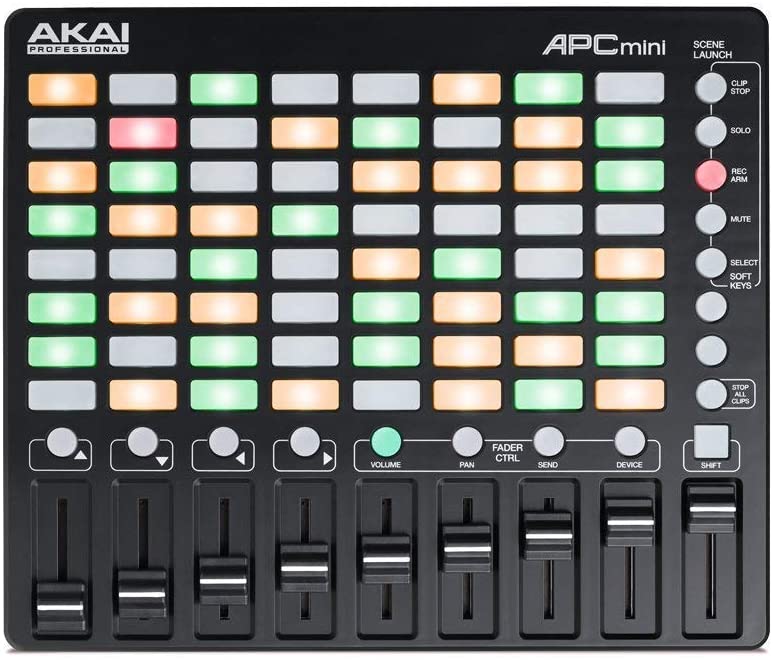 AKAI
PROFESSIONAL
APCmini
SCENE
LAUNCH
CLIP
STOP
SOLO
REC
ARM
MUTE
SELECT
SOFT
KEYS
STOP
ALL
CLIPS
VOLUME
PAN
FADER
CTRL
SEND
DEVICE
SHIFT